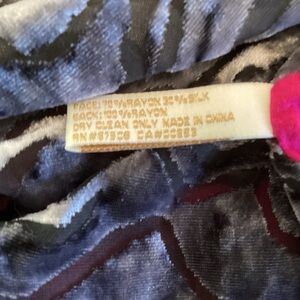 FACE: 70%RAYON 30%SILK
BACK: 100%RAYON
DRY CLEAN ONLY MADE IN CHINA